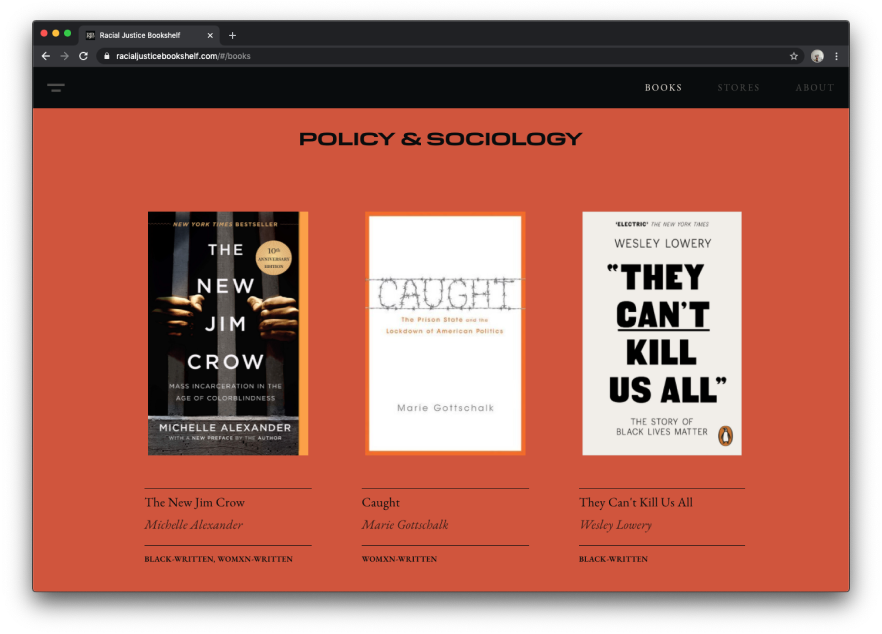 Racial Justice Bookshelf
racialjusticebookshelf.com/#/books
BOOKS
STORES
ABOUT
POLICY & SOCIOLOGY
NEW YORK TIMES BESTSELLER
THE
NEW
JIM
CROW
10th
ANNIVERSARY
EDITION
MASS INCARCERATION IN THE
AGE OF COLORBLINDNESS
MICHELLE ALEXANDER
WITH A NEW PREFACE BY THE AUTHOR
CAUGHT
The Prison State and the
Lockdown of American Politics
Marie Gottschalk
'ELECTRIC' THE NEW YORK TIMES
WESLEY LOWERY
"THEY
CAN'T
KILL
US ALL"
THE STORY OF
BLACK LIVES MATTER
The New Jim Crow
Michelle Alexander
BLACK-WRITTEN, WOMXN-WRITTEN
Caught
Marie Gottschalk
WOMXN-WRITTEN
They Can't Kill Us All
Wesley Lowery
BLACK-WRITTEN